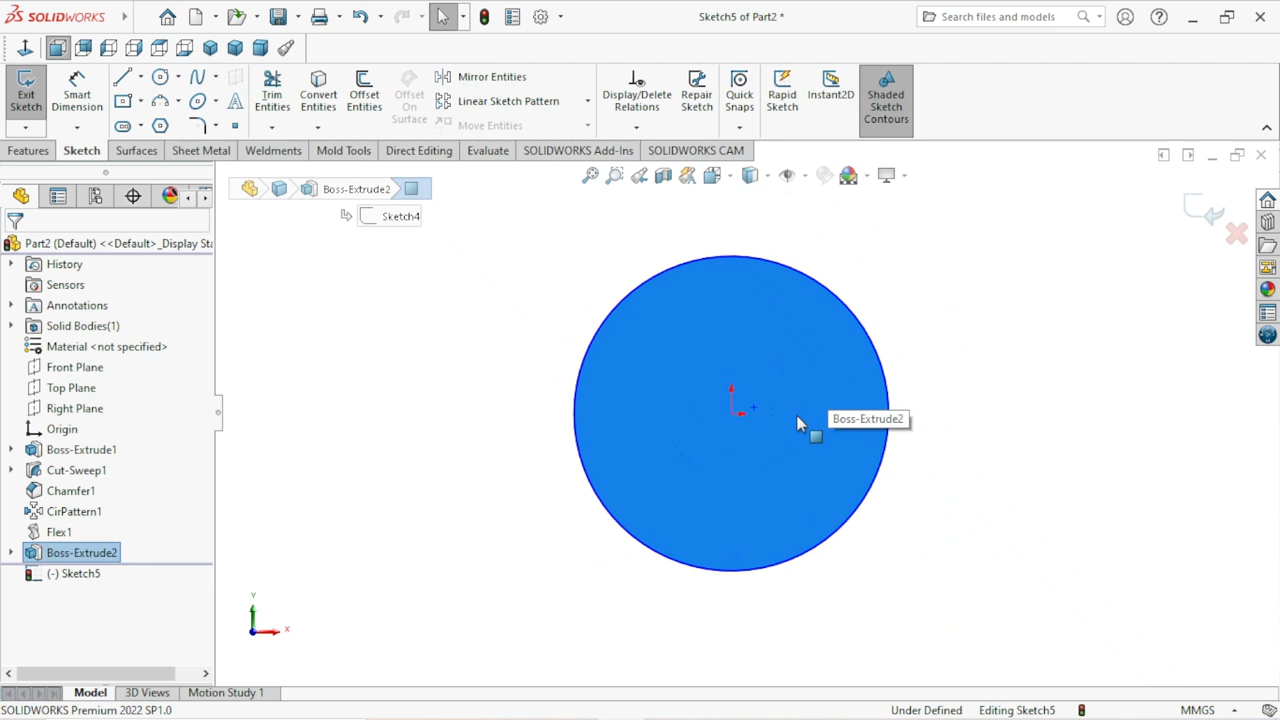 SOLIDWORKS
Sketch5 of Part2 *
Search files and models
Exit Sketch
Smart Dimension
Trim Entities
Convert Entities
Offset Entities
Offset On Surface
Mirror Entities
Linear Sketch Pattern
Move Entities
Display/Delete Relations
Repair Sketch
Quick Snaps
Rapid Sketch
Instant2D
Shaded Sketch Contours
Features
Sketch
Surfaces
Sheet Metal
Weldments
Mold Tools
Direct Editing
Evaluate
SOLIDWORKS Add-Ins
SOLIDWORKS CAM
Boss-Extrude2
Sketch4
Part2 (Default) <<Default>_Display Sta
History
Sensors
Annotations
Solid Bodies(1)
Material <not specified>
Front Plane
Top Plane
Right Plane
Origin
Boss-Extrude1
Cut-Sweep1
Chamfer1
CirPattern1
Flex1
Boss-Extrude2
(-) Sketch5
Boss-Extrude2
Y
X
Model
3D Views
Motion Study 1
SOLIDWORKS Premium 2022 SP1.0
Under Defined
Editing Sketch5
MMGS